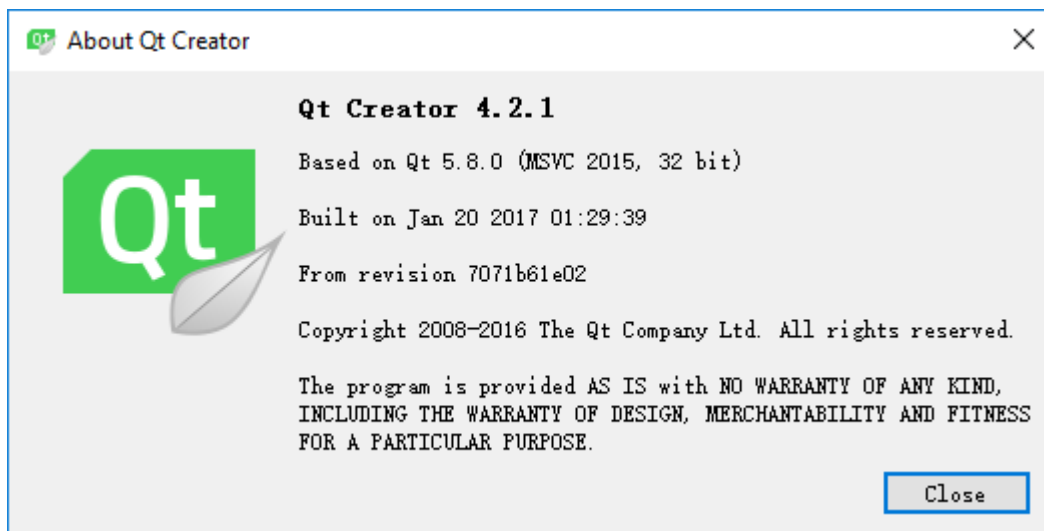 Qt About Qt Creator
Qt Creator 4.2.1
Based on Qt 5.8.0 (MSVC 2015, 32 bit)
Qt
Built on Jan 20 2017 01:29:39
From revision 7071b61e02
Copyright 2008-2016 The Qt Company Ltd. All rights reserved.
The program is provided AS IS with NO WARRANTY OF ANY KIND,
INCLUDING THE WARRANTY OF DESIGN, MERCHANTABILITY AND FITNESS
FOR A PARTICULAR PURPOSE.
Close